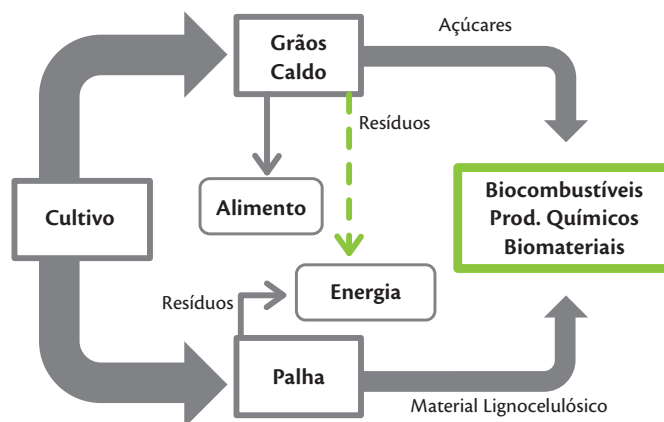 Grãos
Caldo
Açúcares
Resíduos
Cultivo
Alimento
Biocombustíveis
Prod. Químicos
Biomateriais
Resíduos
Energia
Palha
Material Lignocelulósico